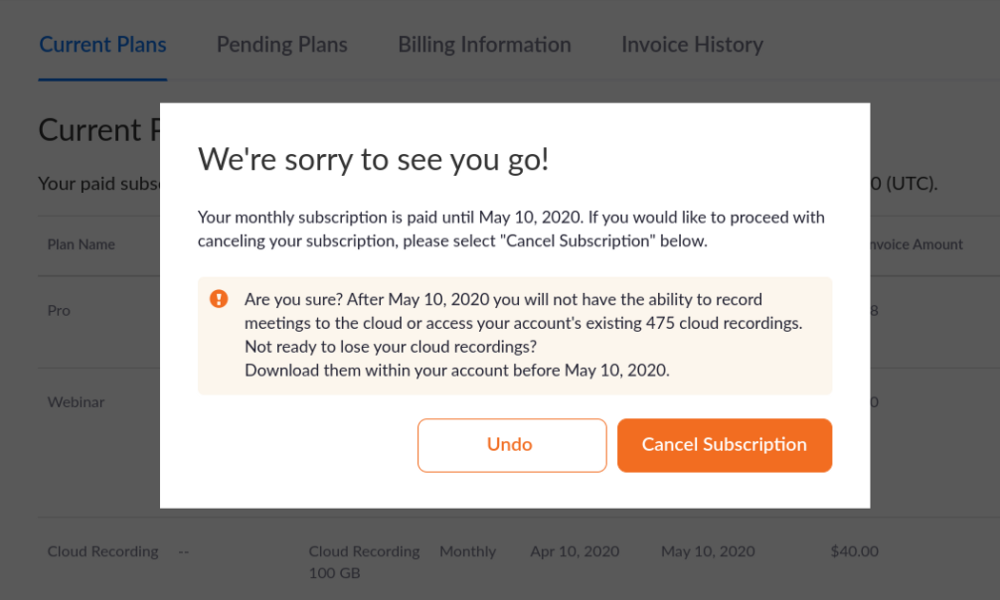 Current Plans Pending Plans Billing Information Invoice History
Current
We're sorry to see you go!
Your paid 0 (UTC).
Your monthly subscription is paid until May 10, 2020. If you would like to proceed with
canceling your subscription, please select "Cancel Subscription" below.
Plan Name Amount
Are you sure? After May 10, 2020 you will not have the ability to record
meetings to the cloud or access your account's existing 475 cloud recordings.
Not ready to lose your cloud recordings?
Download them within your account before May 10, 2020.
Pro 8
Webinar 0
Undo Cancel Subscription
Cloud Recording -- Cloud Recording Monthly Apr 10, 2020 May 10, 2020 $40.00
100 GB